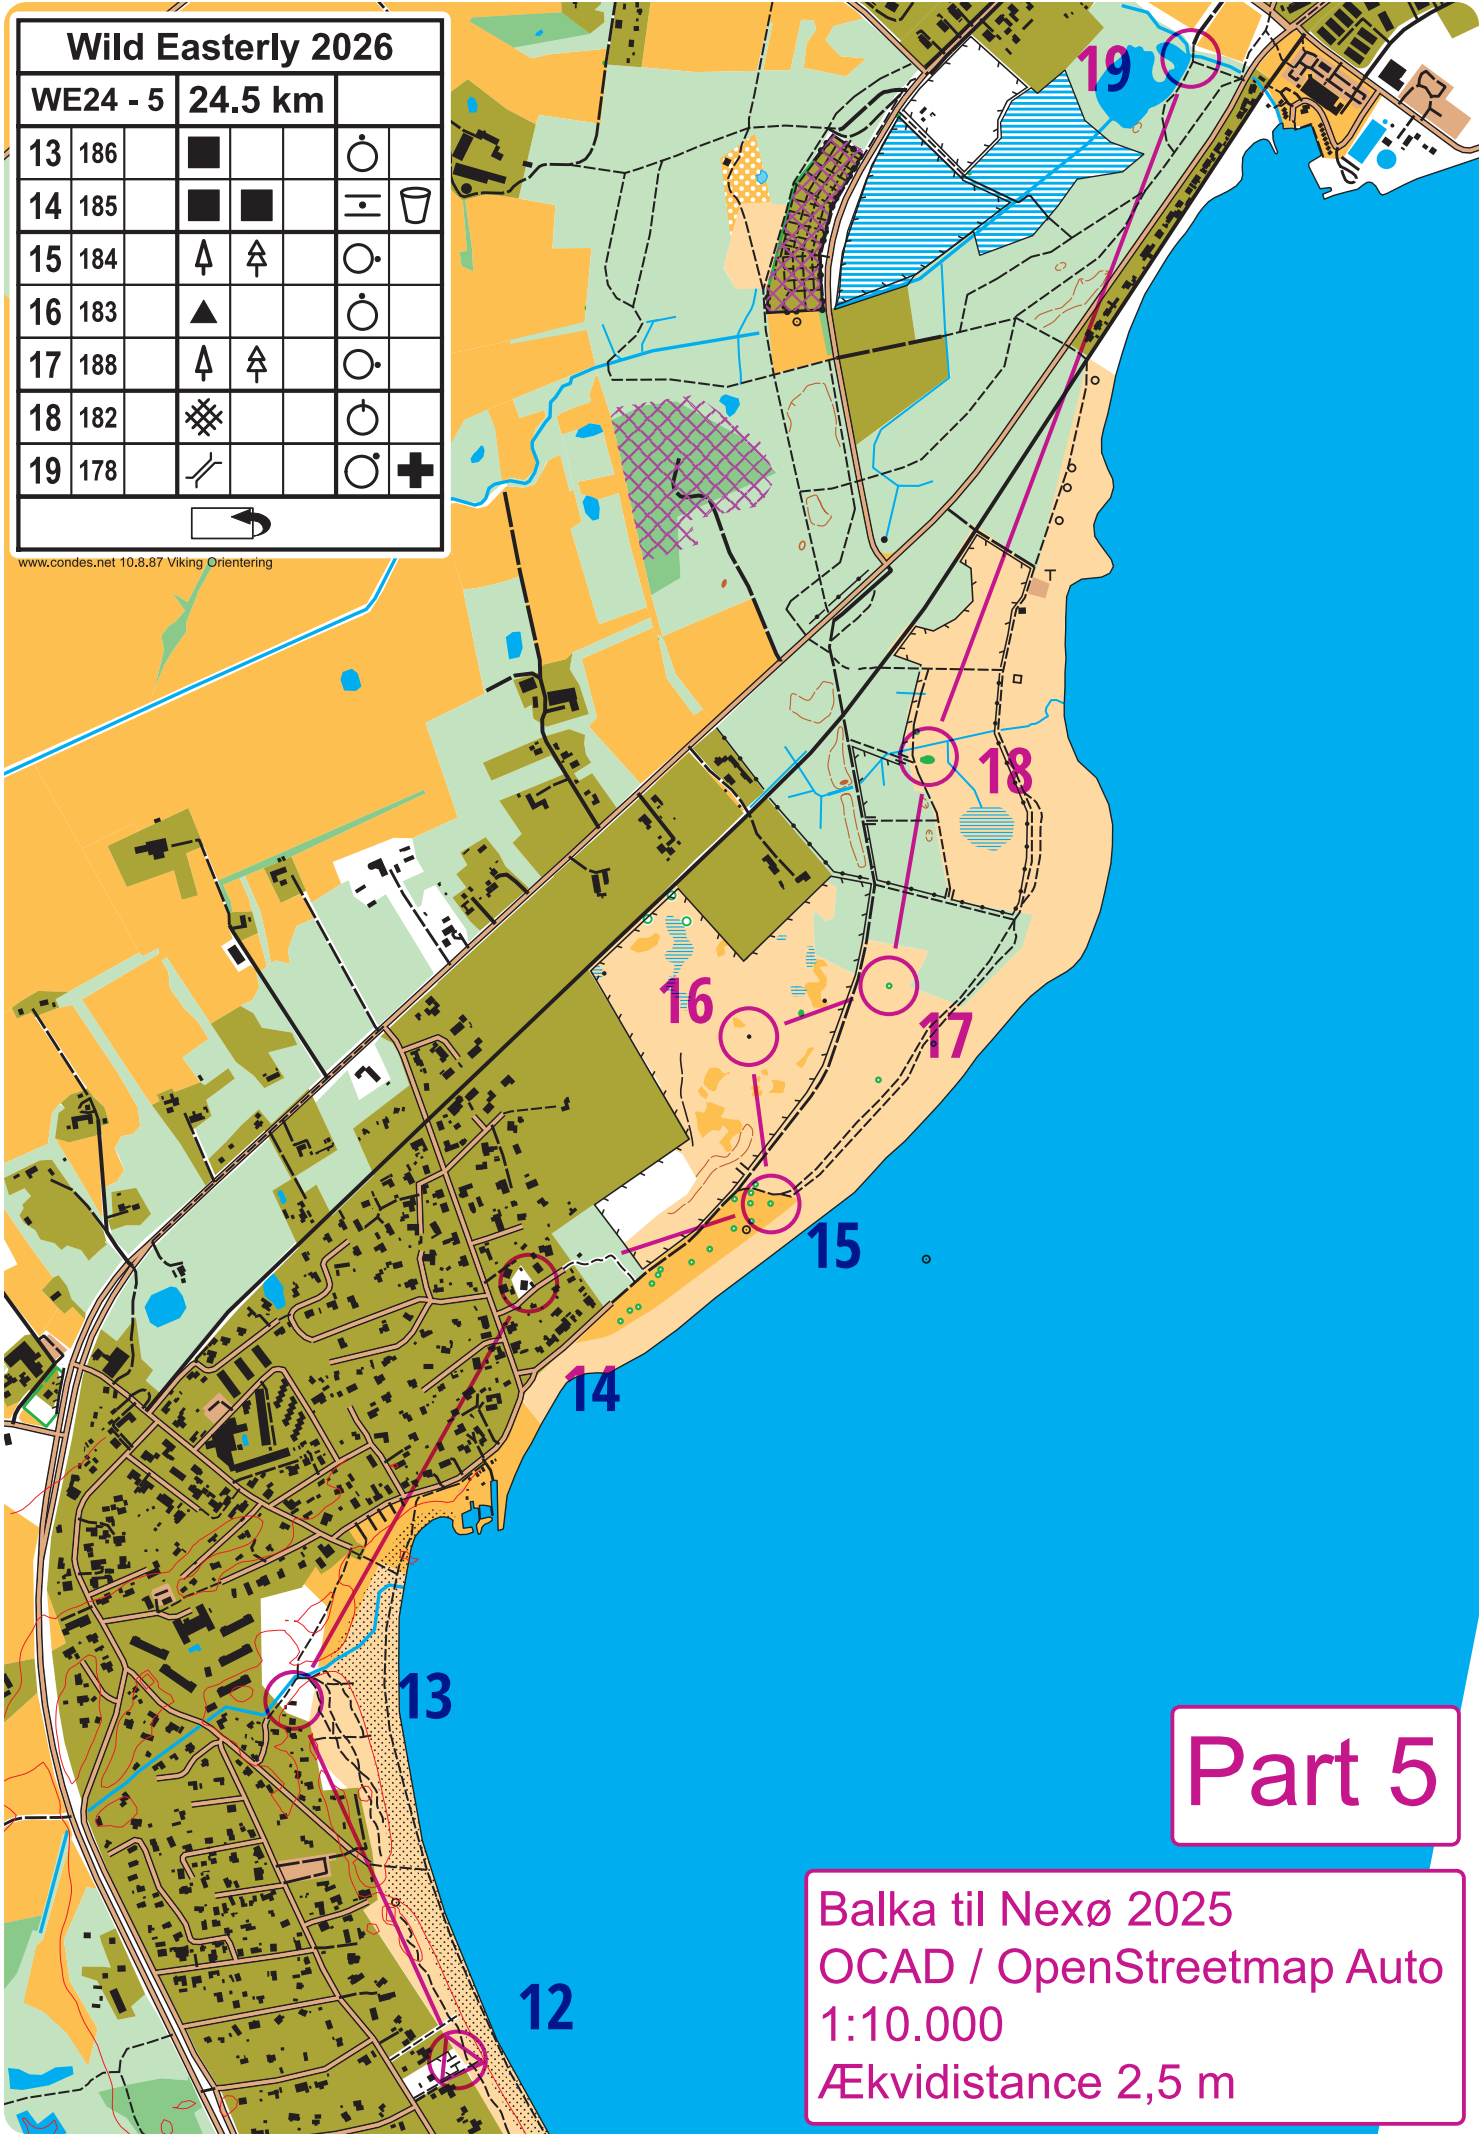 Wild Easterly 2026
WE24 - 5 24.5 km
13 186
14 185
15 184
16 183
17 188
18 182
19 178
www.condes.net 10.8.87 Viking Orientering
19
18
17
16
15
14
13
12
Part 5
Balka til Nexø 2025
OCAD / OpenStreetmap Auto
1:10.000
Ækvidistance 2,5 m